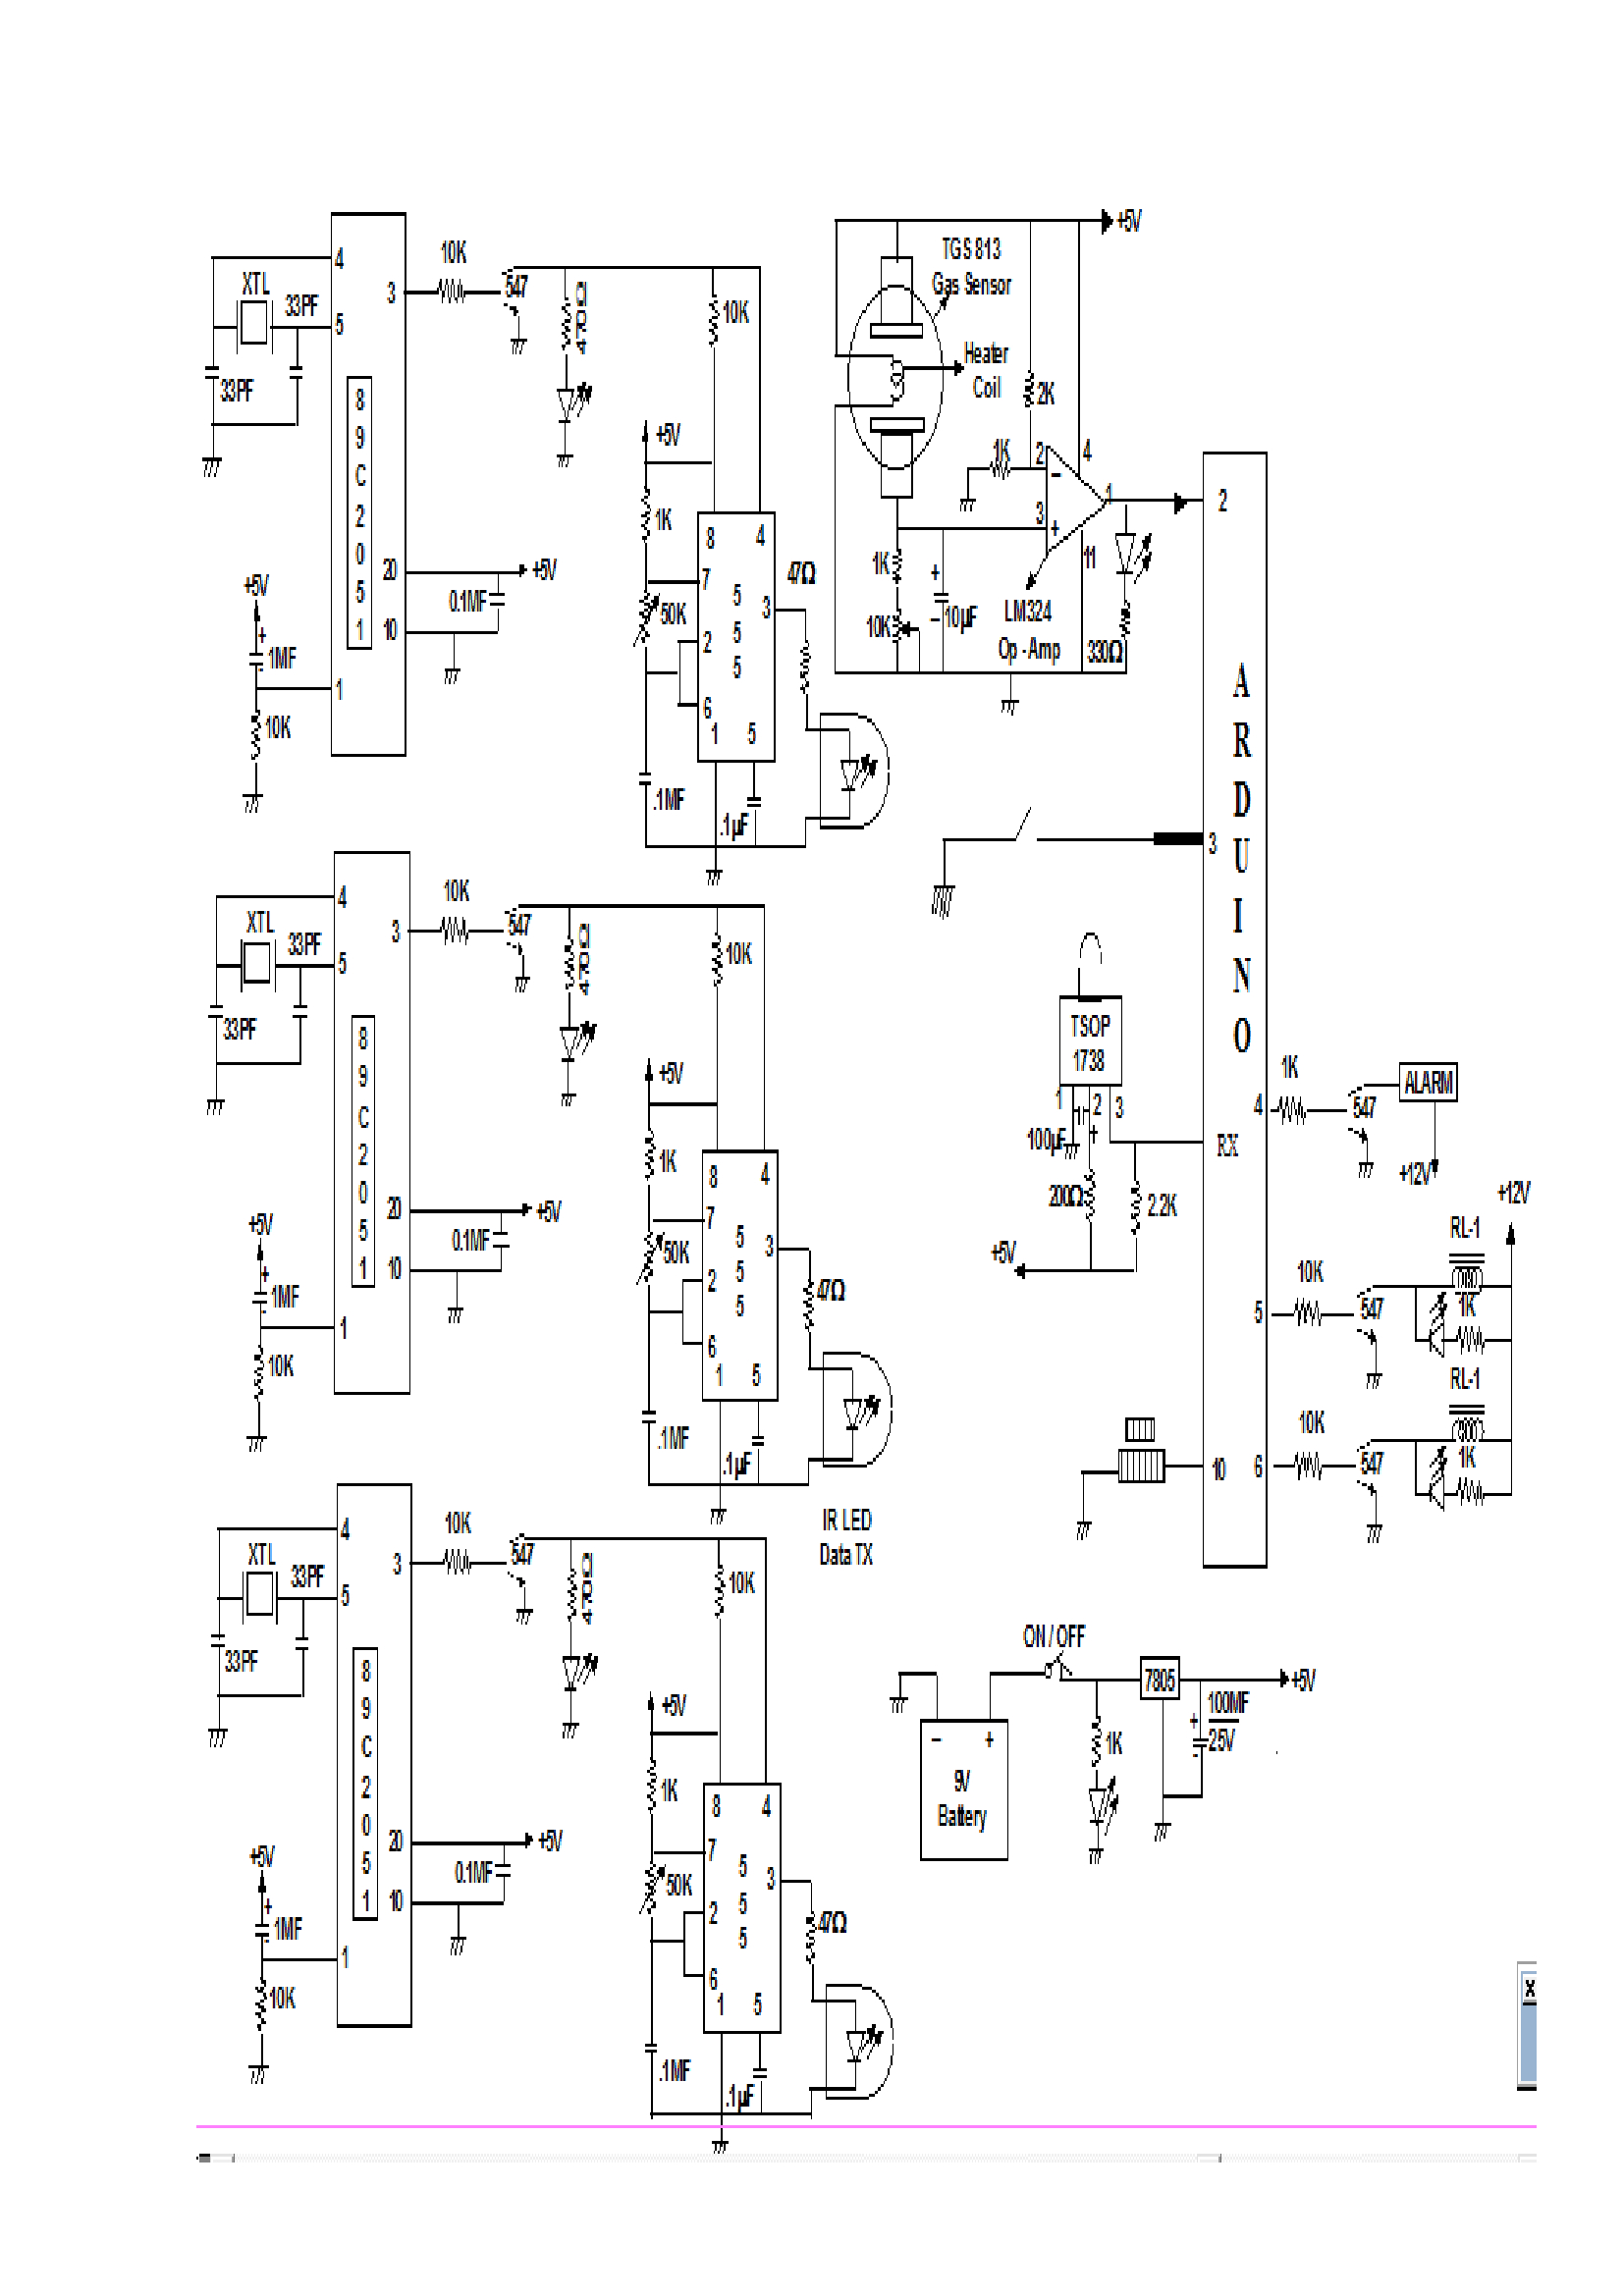 4
10K
XTL
33PF
3
547
5
33PF
470Ω
10K
89C2051
+5V
1K
20
+5V
0.1MF
10
+5V
+
1MF
-
1
10K
8
4
7
50K
555
3
47Ω
2
6
1
5
.1MF
.1µF
+5V
TGS 813
Gas Sensor
Heater
Coil
2K
1K
2
4
-
3
+
1
11
1K
+
10µF
-
10K
LM324
Op - Amp
330Ω
2
ARDUINO
3
4
10K
XTL
33PF
3
547
5
33PF
470Ω
10K
89C2051
+5V
1K
20
+5V
0.1MF
10
+5V
+
1MF
-
1
10K
8
4
7
50K
555
3
47Ω
2
6
1
5
.1MF
.1µF
IR LED
Data TX
TSOP
1738
1
2
3
100µF
+
200Ω
2.2K
+5V
RX
4
1K
547
ALARM
+12V
+12V
RL-1
10K
5
547
1K
RL-1
10K
10
6
547
1K
4
10K
XTL
33PF
3
547
5
33PF
470Ω
10K
89C2051
+5V
1K
20
+5V
0.1MF
10
+5V
+
1MF
-
1
10K
8
4
7
50K
555
3
47Ω
2
6
1
5
.1MF
.1µF
ON / OFF
7805
+5V
100MF
25V
+
-
1K
- +
9V
Battery
x